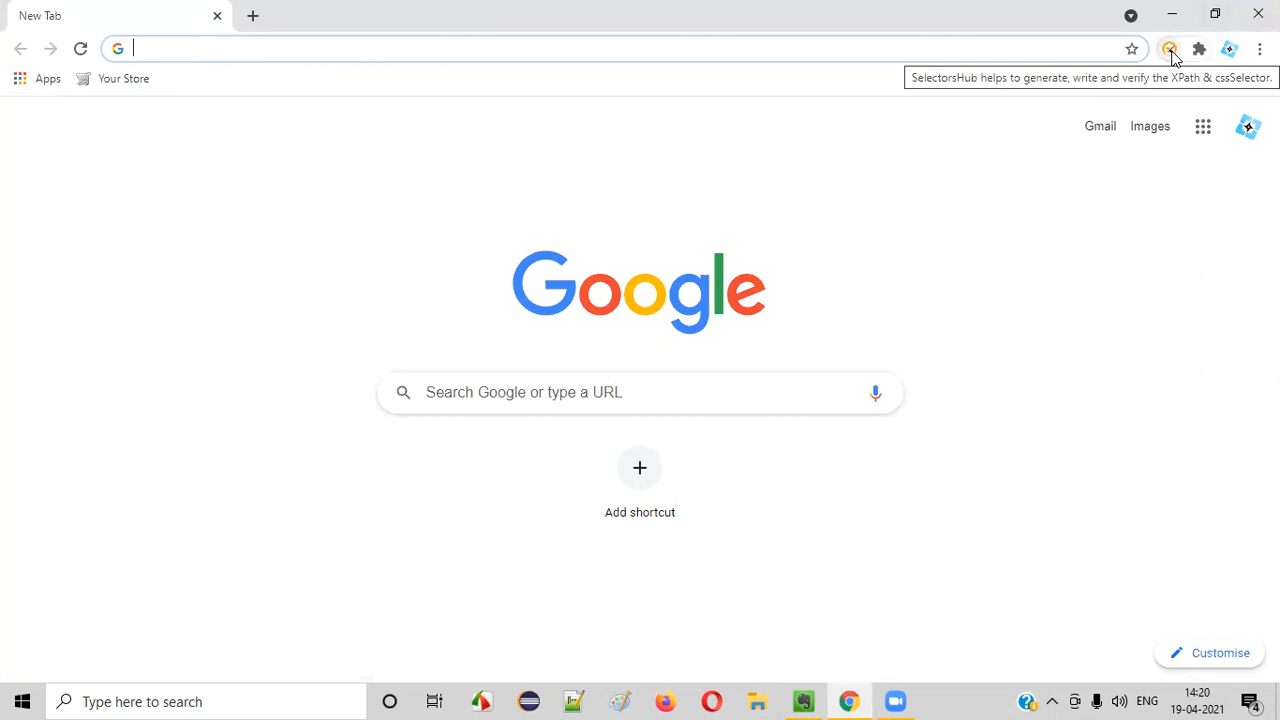 New Tab
SelectorsHub helps to generate, write and verify the XPath & cssSelector.
Apps
Your Store
Gmail
Images
Google
Search Google or type a URL
Add shortcut
Customise
Type here to search
ENG
14:20
19-04-2021
4